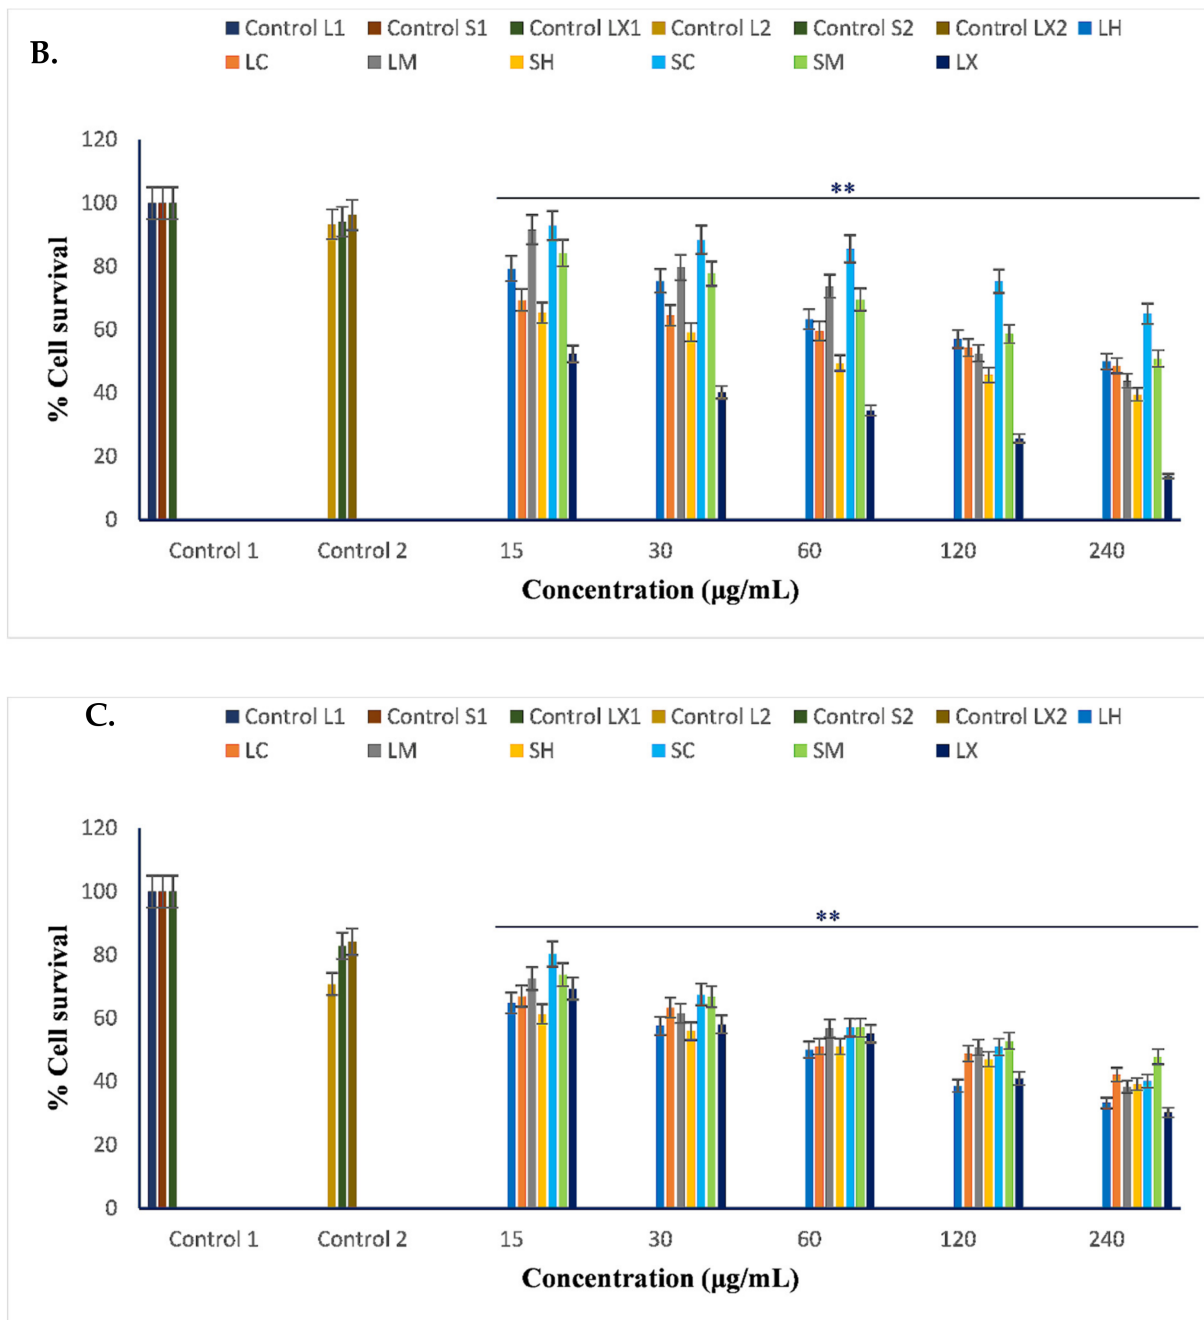 B.
Control L1 Control S1 Control LX1 Control L2 Control S2 Control LX2 LH
LC LM SH SC SM LX
120
100
80
60
40
20
0
% Cell survival
**
Control 1 Control 2 15 30 60 120 240
Concentration (µg/mL)
C.
Control L1 Control S1 Control LX1 Control L2 Control S2 Control LX2 LH
LC LM SH SC SM LX
120
100
80
60
40
20
0
% Cell survival
**
Control 1 Control 2 15 30 60 120 240
Concentration (µg/mL)